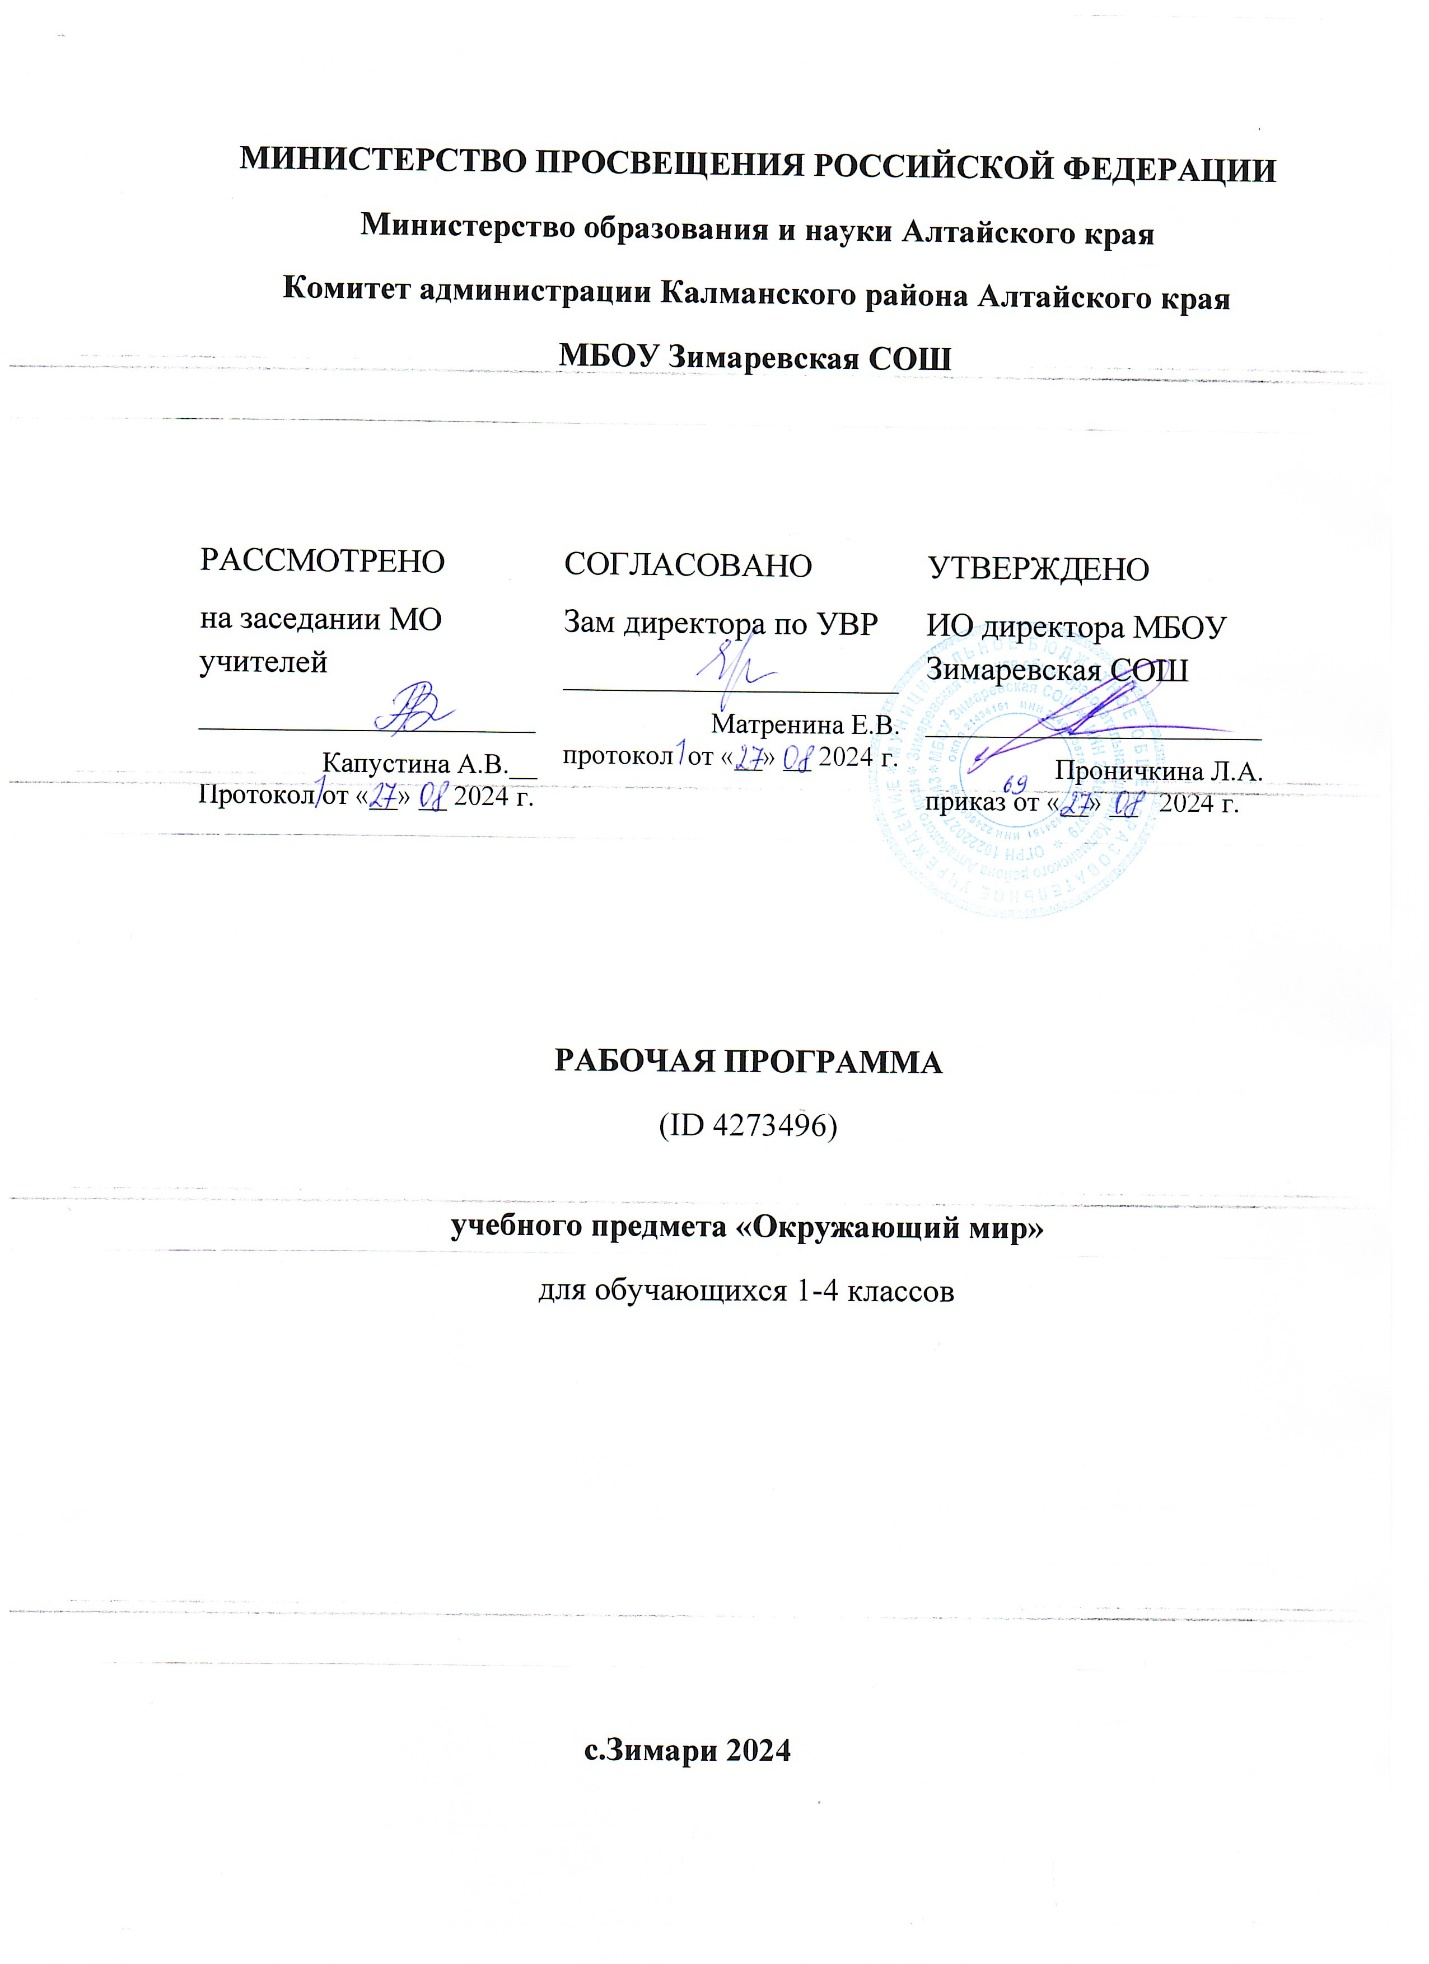 МИНИСТЕРСТВО ПРОСВЕЩЕНИЯ РОССИЙСКОЙ ФЕДЕРАЦИИ
Министерство образования и науки Алтайского края
Комитет администрации Калманского района Алтайского края
МБОУ Зимаревская СОШ
РАССМОТРЕНО
на заседании МО
учителей
Капустина А.В.__
Протокол 1 от «27» 08 2024 г.
СОГЛАСОВАНО
Зам директора по УВР
Матренина Е.В.
протокол 1 от «27» 08 2024 г.
УТВЕРЖДЕНО
ИО директора МБОУ
Зимаревская СОШ
Проничкина Л.А.
69
приказ от «27» 08 2024 г.
РАБОЧАЯ ПРОГРАММА
(ID 4273496)
учебного предмета «Окружающий мир»
для обучающихся 1-4 классов
с.Зимари 2024